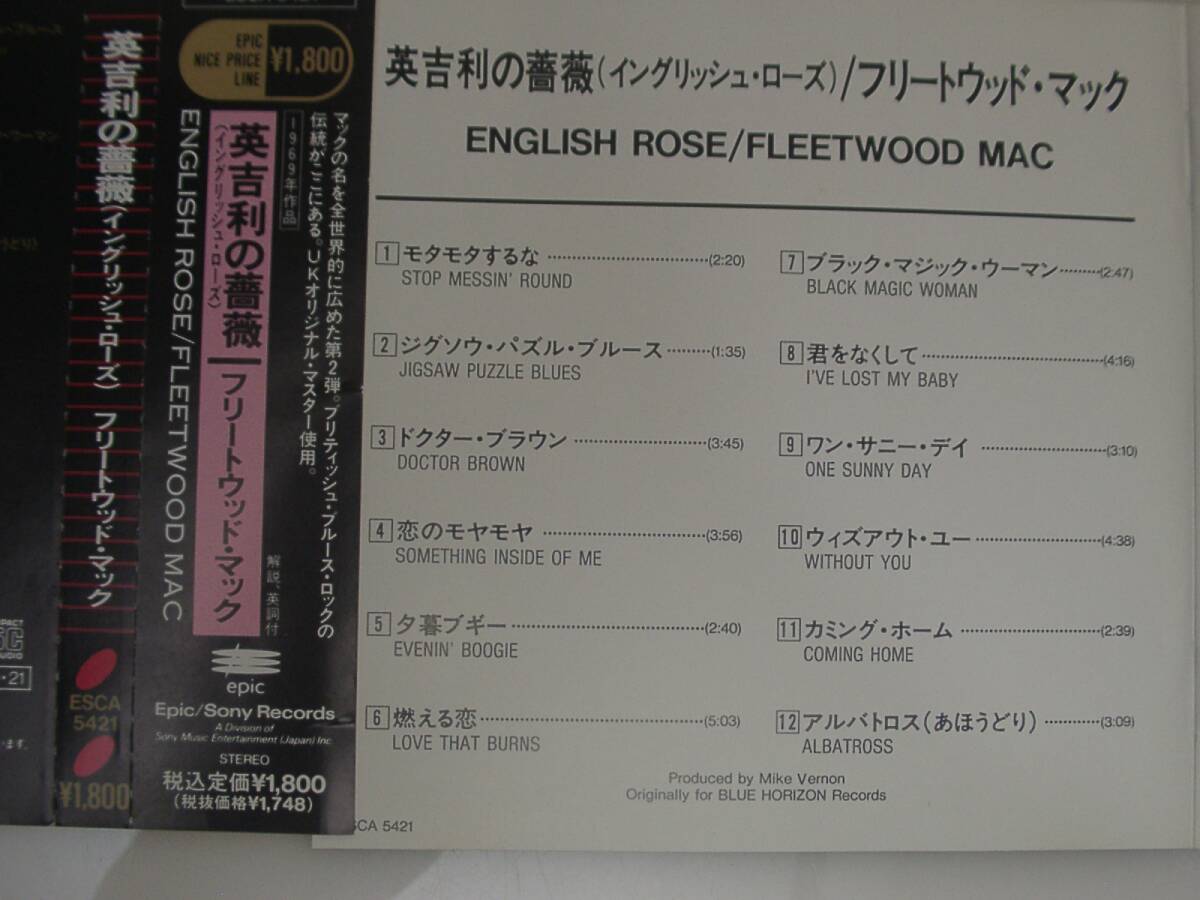 英吉利の薔薇(イングリッシュ・ローズ) フリートウッド・マック
ESCA
5421
¥1,800
EPIC
NICE PRICE
LINE
¥1,800
ENGLISH ROSE/FLEETWOOD MAC
英吉利の薔薇
(イングリッシュ・ローズ)
フリートウッド・マック
1969年作品
マックの名を全世界的に広めた第2弾。ブリティッシュ・ブルース・ロックの
伝統がここにある。UKオリジナル・マスター使用。
解説、英詞付
epic
Epic/Sony Records
A Division of
Sony Music Entertainment (Japan) Inc.
STEREO
税込定価¥1,800
(税抜価格¥1,748)
英吉利の薔薇(イングリッシュ・ローズ)/フリートウッド・マック
ENGLISH ROSE/FLEETWOOD MAC
1 モタモタするな (2:20)
STOP MESSIN' ROUND
2 ジグソウ・パズル・ブルース (1:35)
JIGSAW PUZZLE BLUES
3 ドクター・ブラウン (3:45)
DOCTOR BROWN
4 恋のモヤモヤ (3:56)
SOMETHING INSIDE OF ME
5 夕暮ブギー (2:40)
EVENIN' BOOGIE
6 燃える恋 (5:03)
LOVE THAT BURNS
7 ブラック・マジック・ウーマン (2:47)
BLACK MAGIC WOMAN
8 君をなくして (4:16)
I'VE LOST MY BABY
9 ワン・サニー・デイ (3:10)
ONE SUNNY DAY
10 ウィズアウト・ユー (4:38)
WITHOUT YOU
11 カミング・ホーム (2:39)
COMING HOME
12 アルバトロス(あほうどり) (3:09)
ALBATROSS
Produced by Mike Vernon
Originally for BLUE HORIZON Records
CA 5421